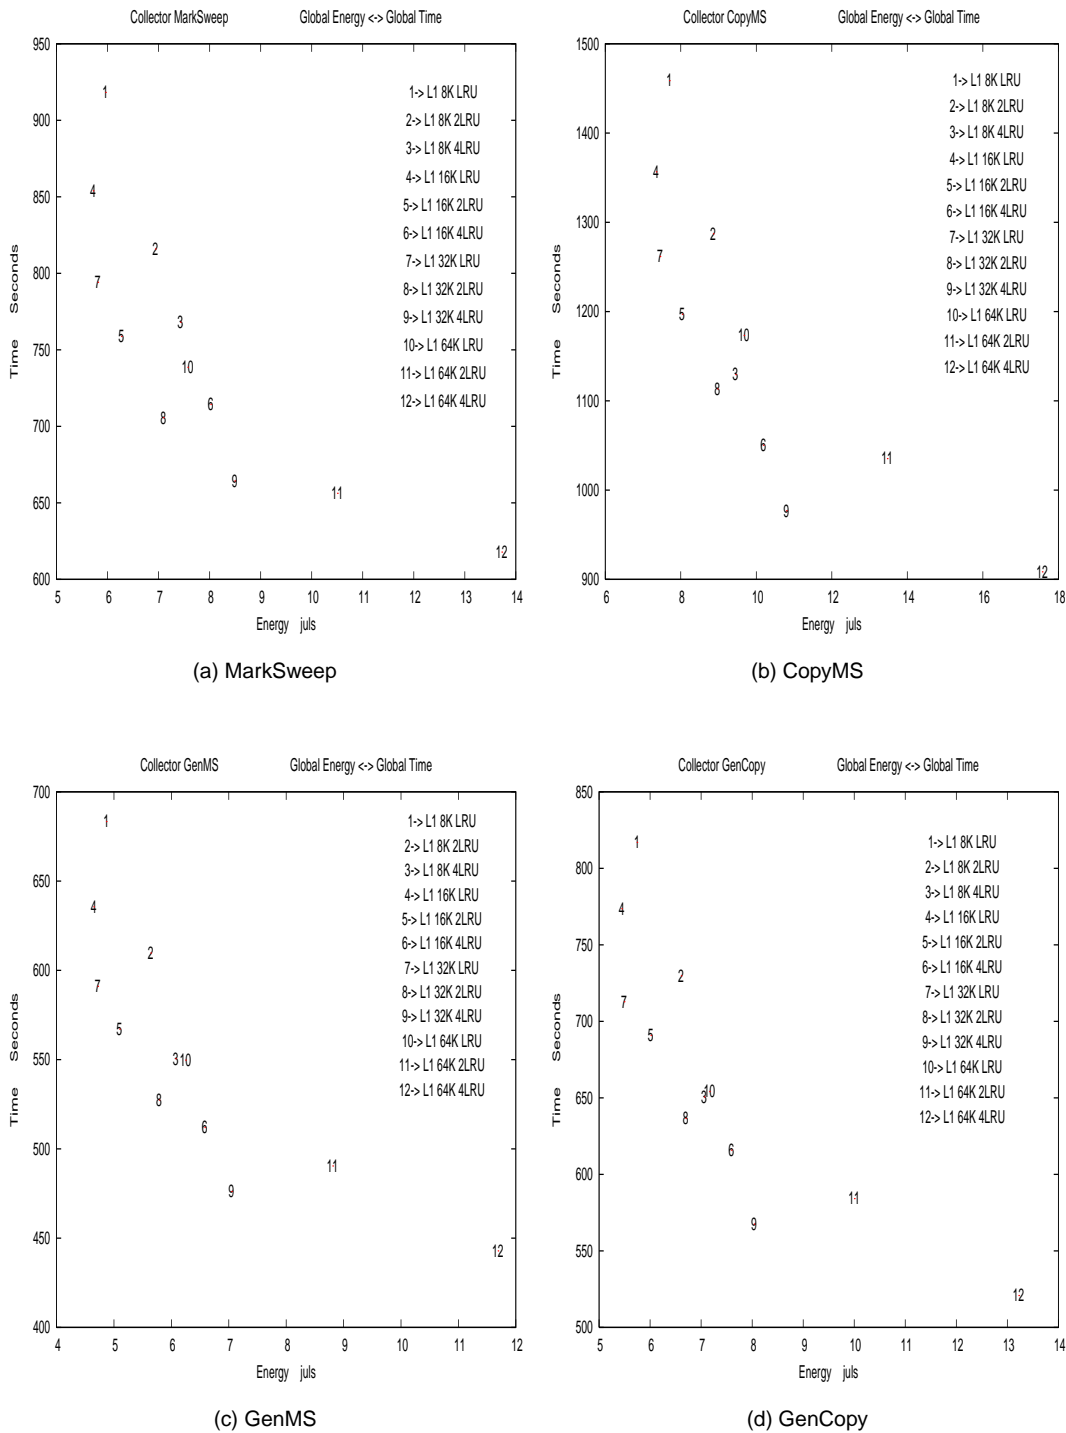 Collector MarkSweep Global Energy <-> Global Time
950
900
850
800
750
700
650
600
Time Seconds
1-> L1 8K LRU
2-> L1 8K 2LRU
3-> L1 8K 4LRU
4-> L1 16K LRU
5-> L1 16K 2LRU
6-> L1 16K 4LRU
7-> L1 32K LRU
8-> L1 32K 2LRU
9-> L1 32K 4LRU
10-> L1 64K LRU
11-> L1 64K 2LRU
12-> L1 64K 4LRU
1
4
2
7
3
5
10
6
8
9
11
12
5 6 7 8 9 10 11 12 13 14
Energy juls
(a) MarkSweep
Collector CopyMS Global Energy <-> Global Time
1500
1400
1300
1200
1100
1000
900
Time Seconds
1-> L1 8K LRU
2-> L1 8K 2LRU
3-> L1 8K 4LRU
4-> L1 16K LRU
5-> L1 16K 2LRU
6-> L1 16K 4LRU
7-> L1 32K LRU
8-> L1 32K 2LRU
9-> L1 32K 4LRU
10-> L1 64K LRU
11-> L1 64K 2LRU
12-> L1 64K 4LRU
1
4
2
7
5
10
3
8
6
11
9
12
6 8 10 12 14 16 18
Energy juls
(b) CopyMS
Collector GenMS Global Energy <-> Global Time
700
650
600
550
500
450
400
Time Seconds
1-> L1 8K LRU
2-> L1 8K 2LRU
3-> L1 8K 4LRU
4-> L1 16K LRU
5-> L1 16K 2LRU
6-> L1 16K 4LRU
7-> L1 32K LRU
8-> L1 32K 2LRU
9-> L1 32K 4LRU
10-> L1 64K LRU
11-> L1 64K 2LRU
12-> L1 64K 4LRU
1
4
2
7
5
3 10
8
6
11
9
12
4 5 6 7 8 9 10 11 12
Energy juls
(c) GenMS
Collector GenCopy Global Energy <-> Global Time
850
800
750
700
650
600
550
500
Time Seconds
1-> L1 8K LRU
2-> L1 8K 2LRU
3-> L1 8K 4LRU
4-> L1 16K LRU
5-> L1 16K 2LRU
6-> L1 16K 4LRU
7-> L1 32K LRU
8-> L1 32K 2LRU
9-> L1 32K 4LRU
10-> L1 64K LRU
11-> L1 64K 2LRU
12-> L1 64K 4LRU
1
4
2
7
5
10
3
8
6
11
9
12
5 6 7 8 9 10 11 12 13 14
Energy juls
(d) GenCopy